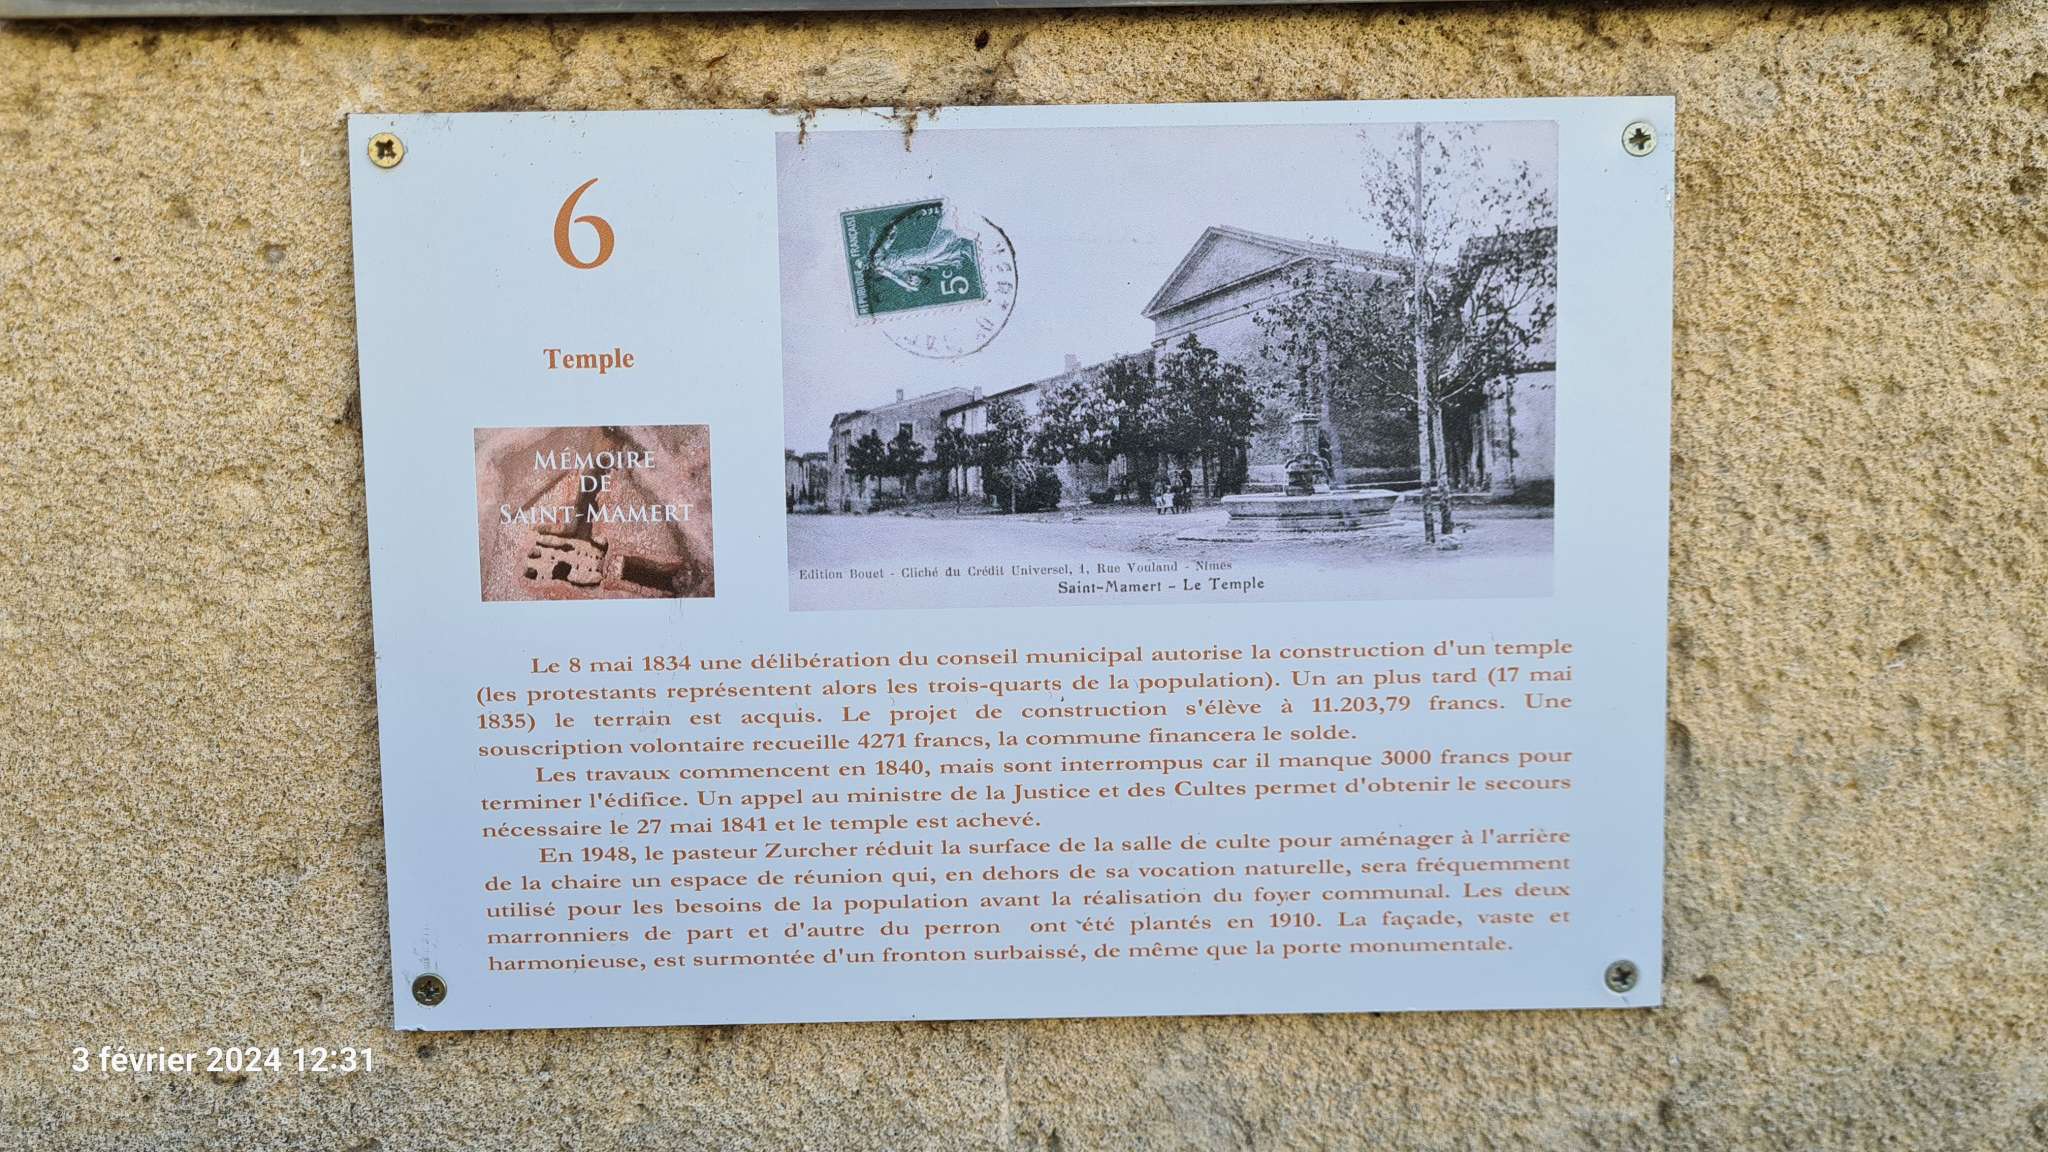 6
Temple
MÉMOIRE
DE
SAINT-MAMERT
REPUBLIQUE FRANÇAISE
5c
Edition Bouet - Cliché du Crédit Universel, 1, Rue Vouland - Nîmes
Saint-Mamert - Le Temple
Le 8 mai 1834 une délibération du conseil municipal autorise la construction d'un temple
(les protestants représentent alors les trois-quarts de la population). Un an plus tard (17 mai
1835) le terrain est acquis. Le projet de construction s'élève à 11.203,79 francs. Une
souscription volontaire recueille 4271 francs, la commune financera le solde.
Les travaux commencent en 1840, mais sont interrompus car il manque 3000 francs pour
terminer l'édifice. Un appel au ministre de la Justice et des Cultes permet d'obtenir le secours
nécessaire le 27 mai 1841 et le temple est achevé.
En 1948, le pasteur Zurcher réduit la surface de la salle de culte pour aménager à l'arrière
de la chaire un espace de réunion qui, en dehors de sa vocation naturelle, sera fréquemment
utilisé pour les besoins de la population avant la réalisation du foyer communal. Les deux
marronniers de part et d'autre du perron ont été plantés en 1910. La façade, vaste et
harmonieuse, est surmontée d'un fronton surbaissé, de même que la porte monumentale.
3 février 2024 12:31